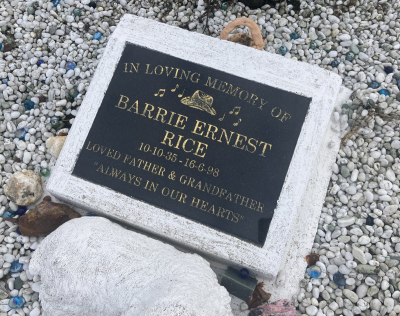 IN LOVING MEMORY OF
BARRIE ERNEST
RICE
10-10-35 - 16-6-98
LOVED FATHER & GRANDFATHER
"ALWAYS IN OUR HEARTS"